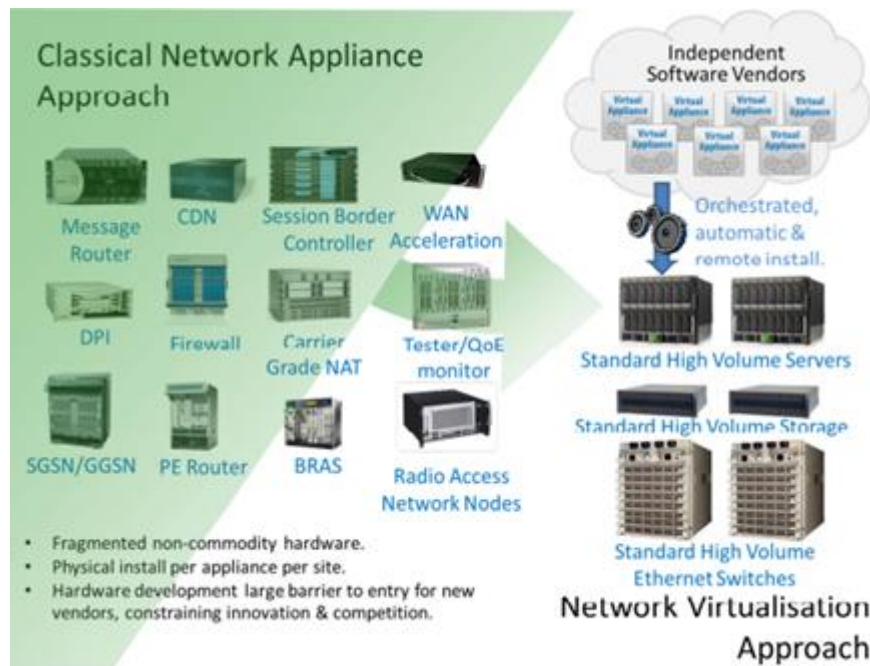 Classical Network Appliance
Approach
Message
Router
CDN
Session Border
Controller
WAN
Acceleration
DPI
Firewall
Carrier
Grade NAT
Tester/QoE
monitor
SGSN/GGSN
PE Router
BRAS
Radio Access
Network Nodes
• Fragmented non-commodity hardware.
• Physical install per appliance per site.
• Hardware development large barrier to entry for new
vendors, constraining innovation & competition.
Independent
Software Vendors
Virtual
Appliance
Virtual
Appliance
Virtual
Appliance
Virtual
Appliance
Virtual
Appliance
Virtual
Appliance
Virtual
Appliance
Orchestrated,
automatic &
remote install.
Standard High Volume Servers
Standard High Volume Storage
Standard High Volume
Ethernet Switches
Network Virtualisation
Approach